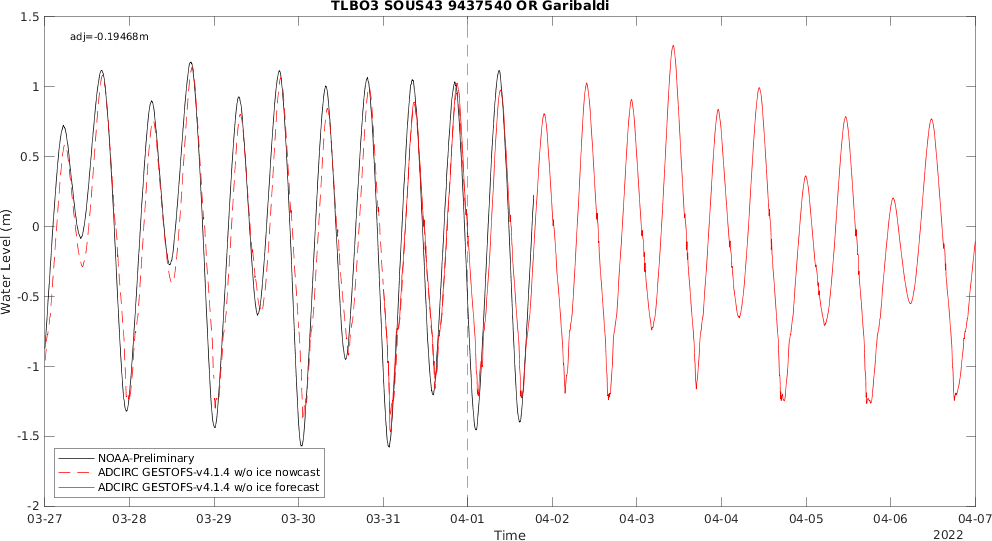 TLBO3 SOUS43 9437540 OR Garibaldi
adj=-0.19468m
1.5
1
0.5
0
-0.5
-1
-1.5
-2
Water Level (m)
NOAA-Preliminary
ADCIRC GESTOFS-v4.1.4 w/o ice nowcast
ADCIRC GESTOFS-v4.1.4 w/o ice forecast
03-27 03-28 03-29 03-30 03-31 04-01 04-02 04-03 04-04 04-05 04-06 04-07
Time
2022